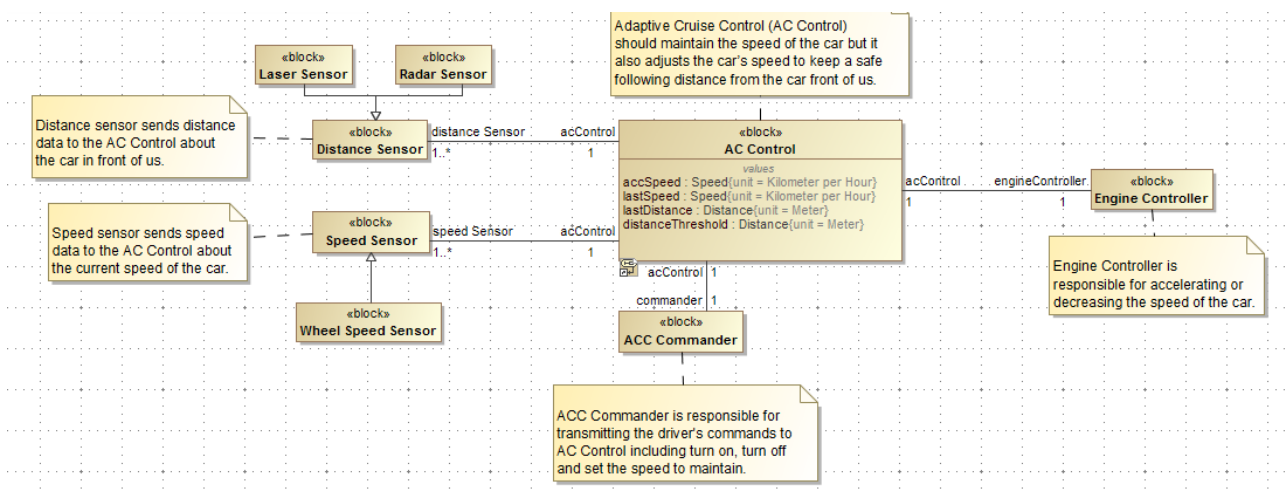 Adaptive Cruise Control (AC Control)
should maintain the speed of the car but it
also adjusts the car's speed to keep a safe
following distance from the car front of us.
«block»
Laser Sensor
«block»
Radar Sensor
Distance sensor sends distance
data to the AC Control about
the car in front of us.
«block»
Distance Sensor
distance Sensor
1..*
acControl
1
«block»
AC Control
values
accSpeed : Speed{unit = Kilometer per Hour}
lastSpeed : Speed{unit = Kilometer per Hour}
lastDistance : Distance{unit = Meter}
distanceThreshold : Distance{unit = Meter}
acControl
1
engineController
1
«block»
Engine Controller
Speed sensor sends speed
data to the AC Control about
the current speed of the car.
«block»
Speed Sensor
speed Sensor
1..*
acControl
1
Engine Controller is
responsible for accelerating or
decreasing the speed of the car.
acControl 1
commander 1
«block»
Wheel Speed Sensor
«block»
ACC Commander
ACC Commander is responsible for
transmitting the driver's commands to
AC Control including turn on, turn off
and set the speed to maintain.